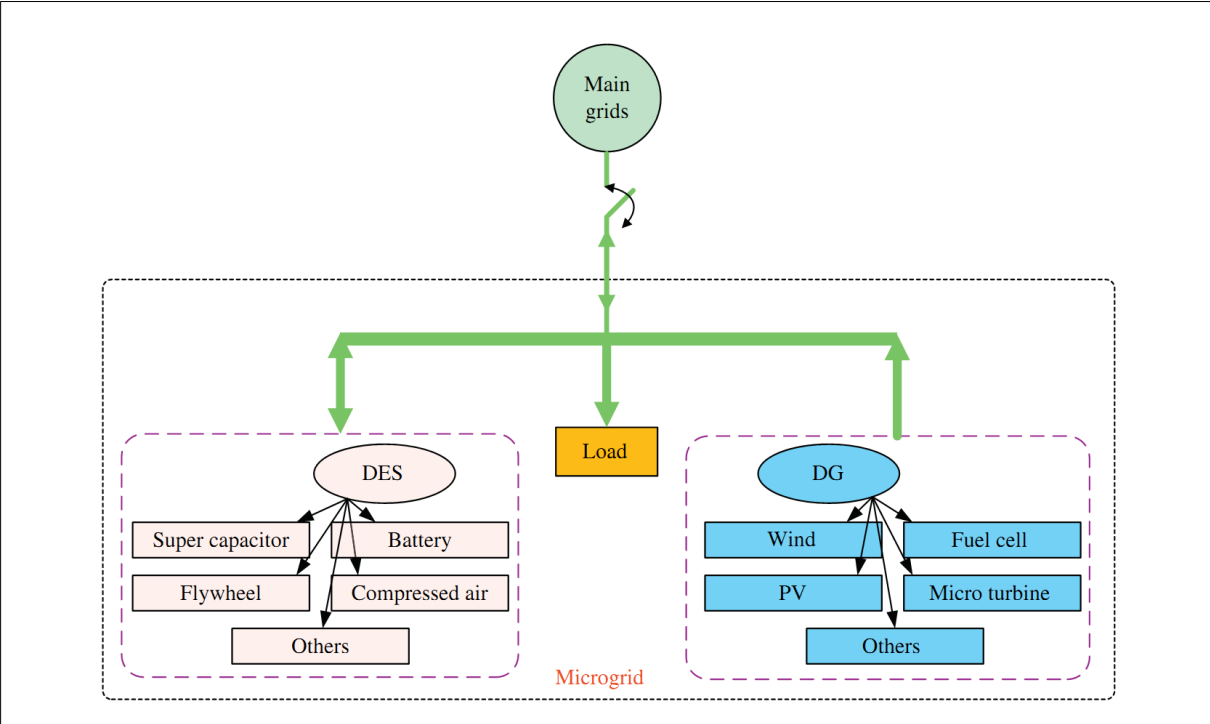 Main
grids
Load
DES
Super capacitor
Battery
Flywheel
Compressed air
Others
DG
Wind
Fuel cell
PV
Micro turbine
Others
Microgrid